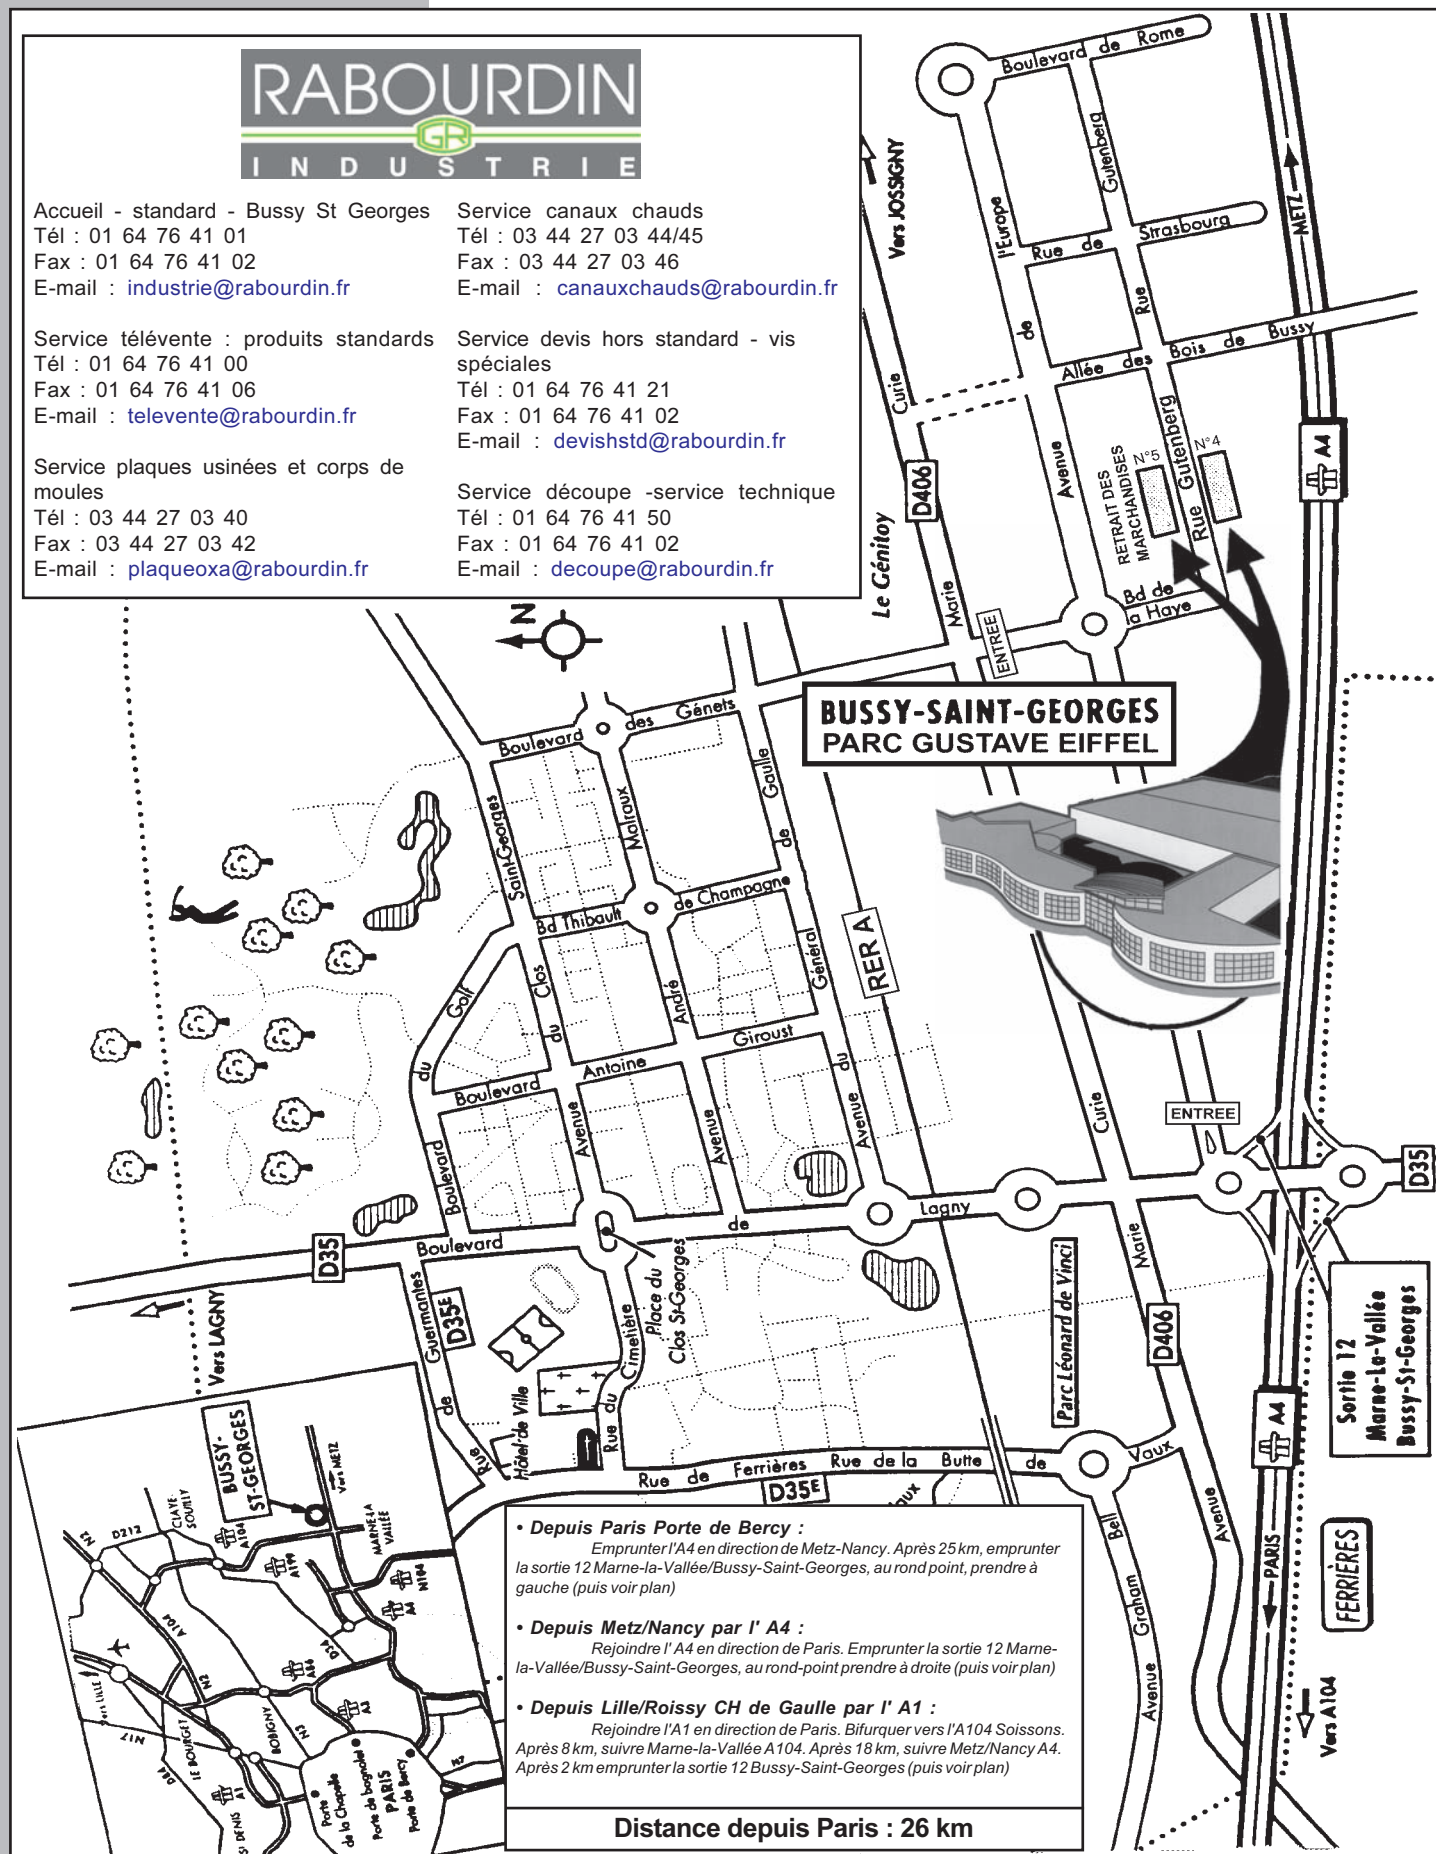 RABOURDIN
GR
INDUSTRIE
Accueil - standard - Bussy St Georges
Tél : 01 64 76 41 01
Fax : 01 64 76 41 02
E-mail : industrie@rabourdin.fr
Service télévente : produits standards
Tél : 01 64 76 41 00
Fax : 01 64 76 41 06
E-mail : televente@rabourdin.fr
Service plaques usinées et corps de
moules
Tél : 03 44 27 03 40
Fax : 03 44 27 03 42
E-mail : plaqueoxa@rabourdin.fr
Service canaux chauds
Tél : 03 44 27 03 44/45
Fax : 03 44 27 03 46
E-mail : canauxchauds@rabourdin.fr
Service devis hors standard - vis
spéciales
Tél : 01 64 76 41 21
Fax : 01 64 76 41 02
E-mail : devishstd@rabourdin.fr
Service découpe -service technique
Tél : 01 64 76 41 50
Fax : 01 64 76 41 02
E-mail : decoupe@rabourdin.fr
Boulevard de Rome
Gutenberg
Vers JOSSIGNY
l'Europe
Rue de Strasbourg
METZ
Rue
de
Allée des Bois de Bussy
Curie
Avenue
D406
RETRAIT DES
MARCHANDISES
N°5
N°4
Rue Gutenberg
A4
Le Génitoy
Marie
ENTREE
Bd de
la Haye
N
BUSSY-SAINT-GEORGES
PARC GUSTAVE EIFFEL
Boulevard des Génets
Saint-Georges
Malraux
Gaulle
de
Bd Thibault de Champagne
Golf
Clos
André
Général
RER A
du
du
Boulevard Antoine Giroust
du
Boulevard
Avenue
Avenue
Avenue
Curie
ENTREE
D35
D35
Boulevard de Lagny
Marie
Place du
Clos St-Georges
Vers LAGNY
Guermantes
de
Rue
D35E
Cimetière
Rue du
Hôtel de Ville
Parc Léonard de Vinci
D406
Sortie 12
Marne-La-Vallée
Bussy-St-Georges
A4
Rue de Ferrières
Rue de la Butte de Vaux
D35E
Vaux
Avenue
Avenue Graham Bell
PARIS
FERRIÈRES
Vers A104
BUSSY-
ST-GEORGES
Vers METZ
MARNE-LA
VALLÉE
CLAYE-
SOUILLY
N3
D212
A104
A199
N104
A4
A104
D34
A86
N2
Vers LILLE
N17
LE BOURGET
BOBIGNY
N3
A3
D84
A1
ST DENIS
Porte
de la Chapelle
Porte de bagnolet
PARIS
Porte de Bercy
• Depuis Paris Porte de Bercy :
Emprunter l'A4 en direction de Metz-Nancy. Après 25 km, emprunter
la sortie 12 Marne-la-Vallée/Bussy-Saint-Georges, au rond point, prendre à
gauche (puis voir plan)
• Depuis Metz/Nancy par l' A4 :
Rejoindre l' A4 en direction de Paris. Emprunter la sortie 12 Marne-
la-Vallée/Bussy-Saint-Georges, au rond-point prendre à droite (puis voir plan)
• Depuis Lille/Roissy CH de Gaulle par l' A1 :
Rejoindre l'A1 en direction de Paris. Bifurquer vers l'A104 Soissons.
Après 8 km, suivre Marne-la-Vallée A104. Après 18 km, suivre Metz/Nancy A4.
Après 2 km emprunter la sortie 12 Bussy-Saint-Georges (puis voir plan)
Distance depuis Paris : 26 km